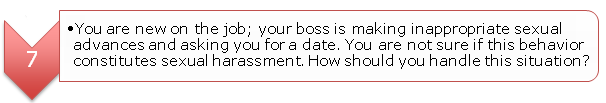 7
•You are new on the job; your boss is making inappropriate sexual
advances and asking you for a date. You are not sure if this behavior
constitutes sexual harassment. How should you handle this situation?